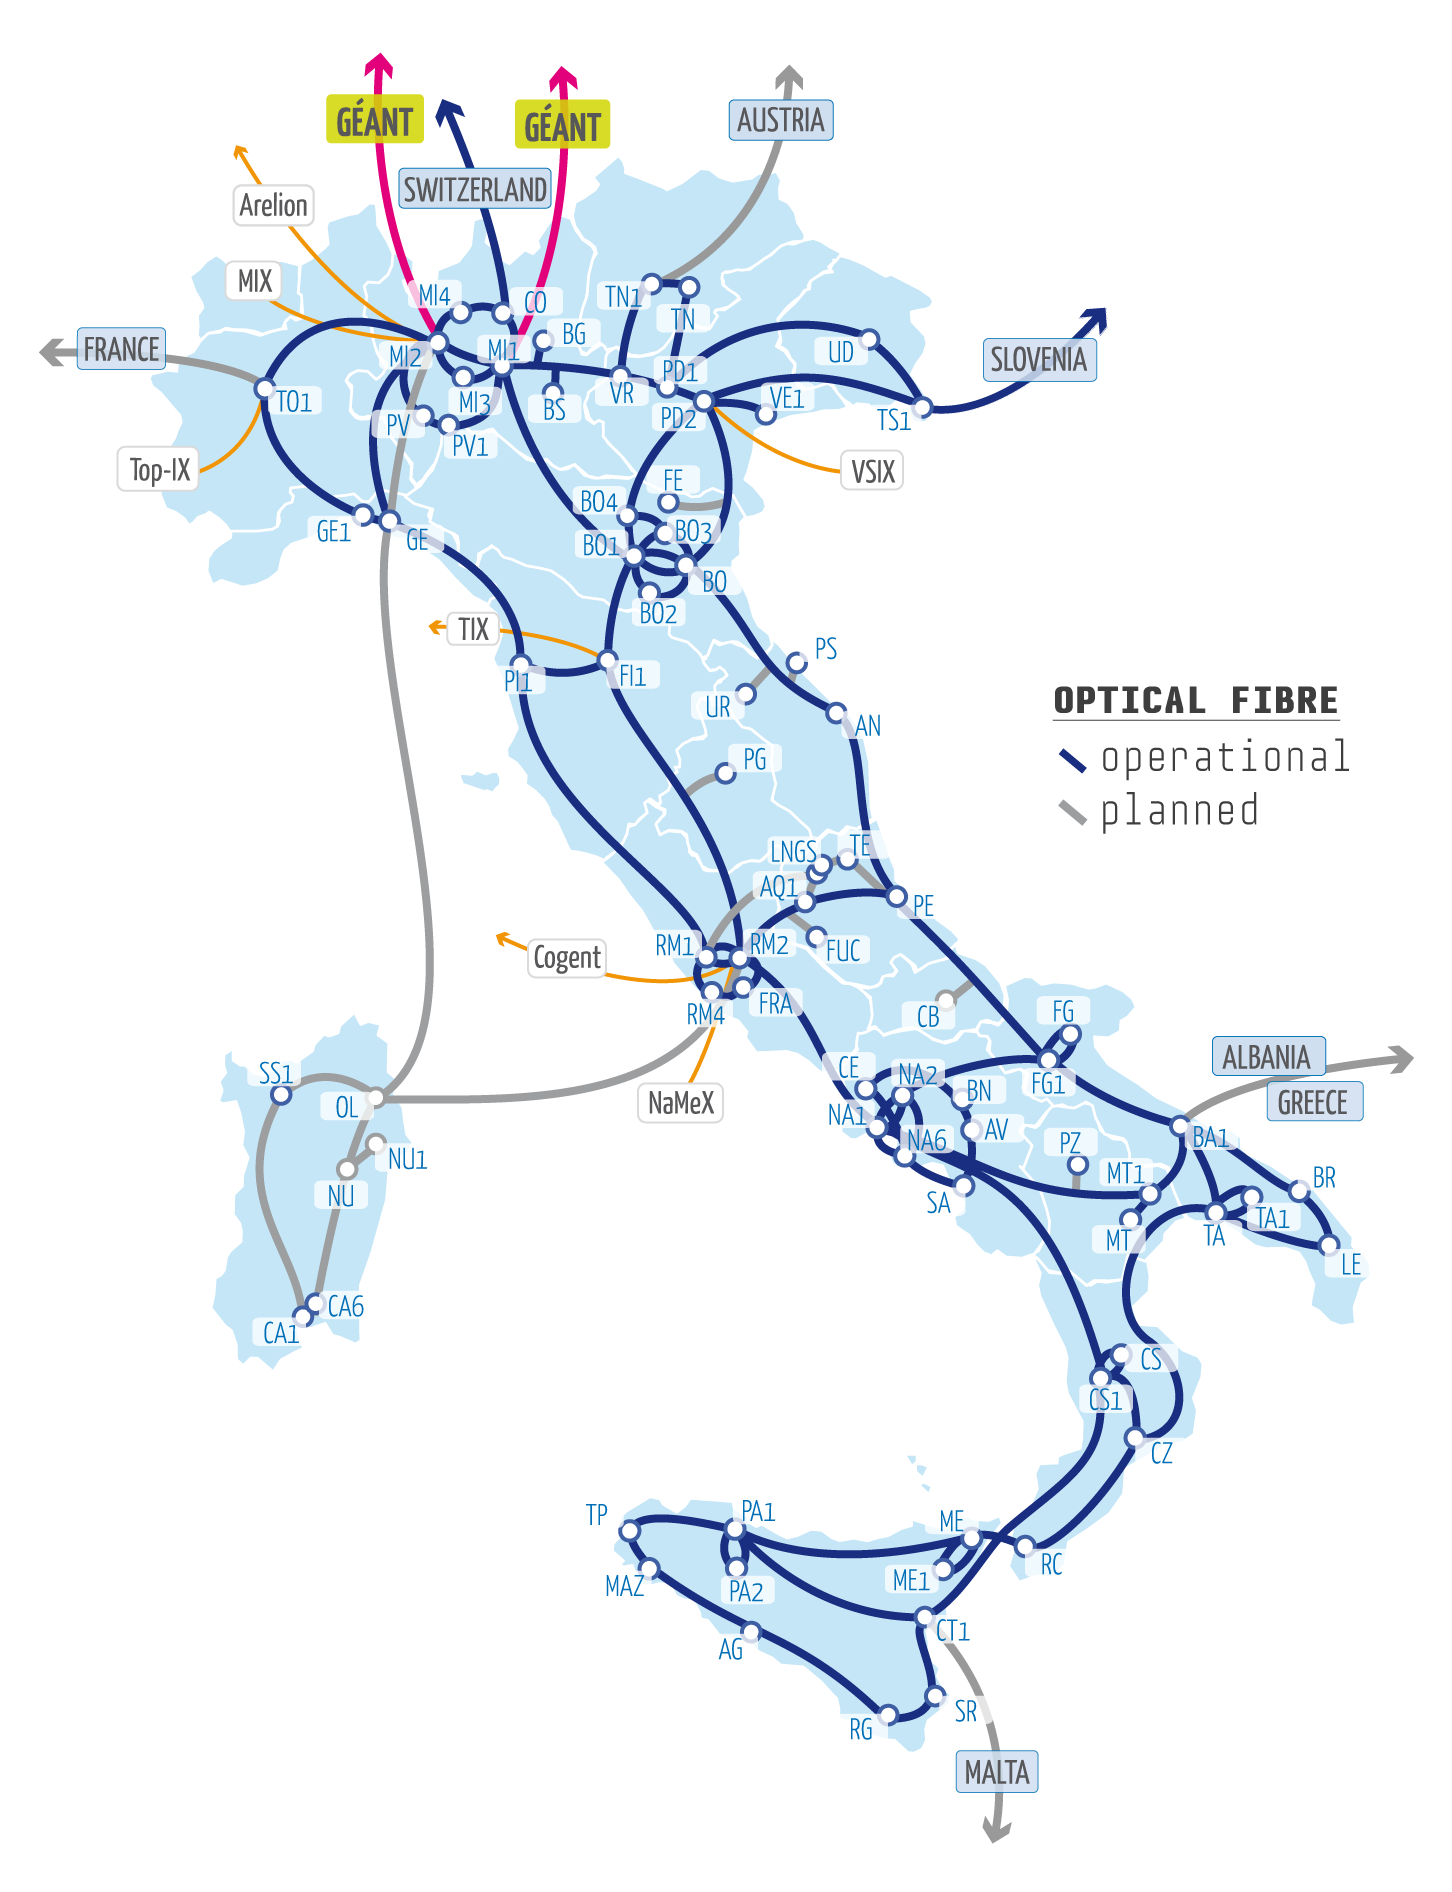 GÉANT
GÉANT
AUSTRIA
SWITZERLAND
Arelion
MIX
MI4
CO
TN1
TN
BG
FRANCE
MI2
MI1
UD
SLOVENIA
TO1
MI3
BS
VR
PD1
PD2
VE1
TS1
PV
PV1
Top-IX
VSIX
FE
BO4
GE1
GE
BO3
BO1
BO
BO2
TIX
PI1
FI1
PS
UR
AN
OPTICAL FIBRE
operational
planned
PG
LNGS
TE
AQ1
PE
RM1
RM2
FUC
Cogent
RM4
FRA
CB
FG
ALBANIA
GREECE
SS1
OL
NaMeX
CE
NA2
BN
FG1
NA1
NA6
AV
PZ
BA1
NU1
NU
MT1
BR
SA
MT
TA
TA1
LE
CA6
CA1
CS
CS1
CZ
TP
PA1
ME
RC
MAZ
PA2
ME1
AG
CT1
RG
SR
MALTA